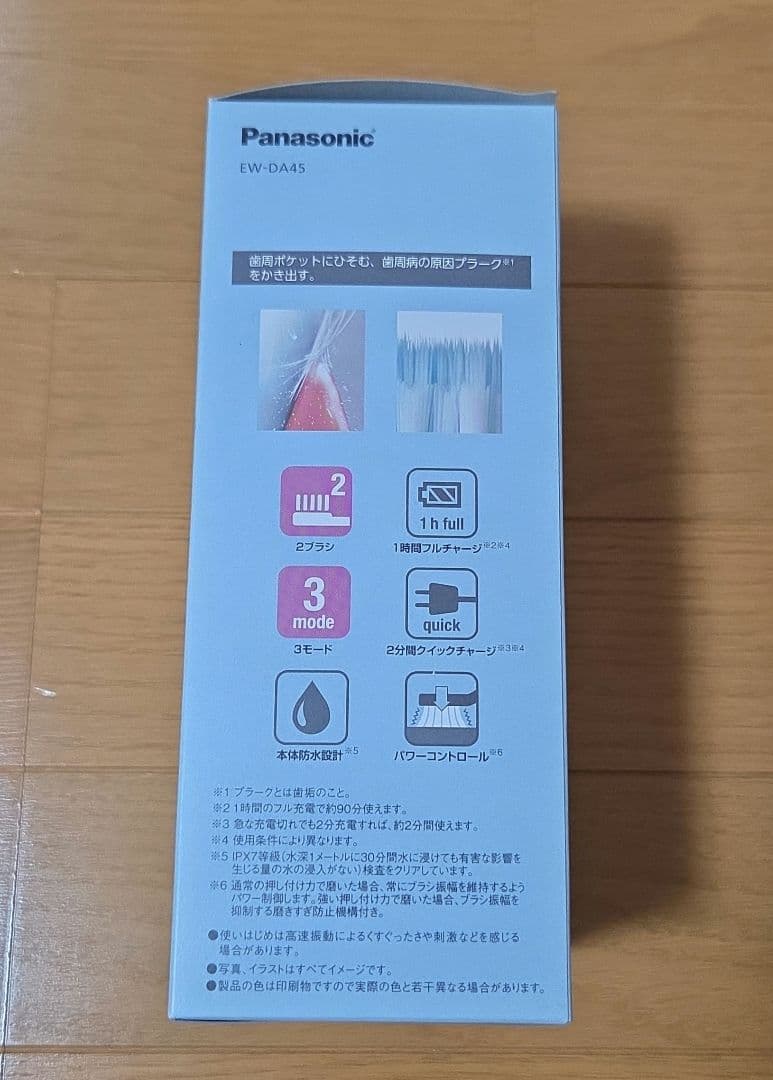 Panasonic
EW-DA45
歯周ポケットにひそむ、歯周病の原因プラーク※1
をかき出す。
2
2ブラシ
1h full
1時間フルチャージ※2※4
3
mode
3モード
quick
2分間クイックチャージ※3※4
本体防水設計※5
パワーコントロール※6
※1 プラークとは歯垢のこと。
※2 1時間のフル充電で約90分使えます。
※3 急な充電切れでも2分充電すれば、約2分間使えます。
※4 使用条件により異なります。
※5 IPX7等級(水深1メートルに30分間水に浸けても有害な影響を
生じる量の水の浸入がない)検査をクリアしています。
※6 通常の押し付け力で磨いた場合、常にブラシ振幅を維持するよう
パワー制御します。強い押し付け力で磨いた場合、ブラシ振幅を
抑制する磨きすぎ防止機構付き。
●使いはじめは高速振動によるくすぐったさや刺激などを感じる
場合があります。
●写真、イラストはすべてイメージです。
●製品の色は印刷物ですので実際の色と若干異なる場合があります。